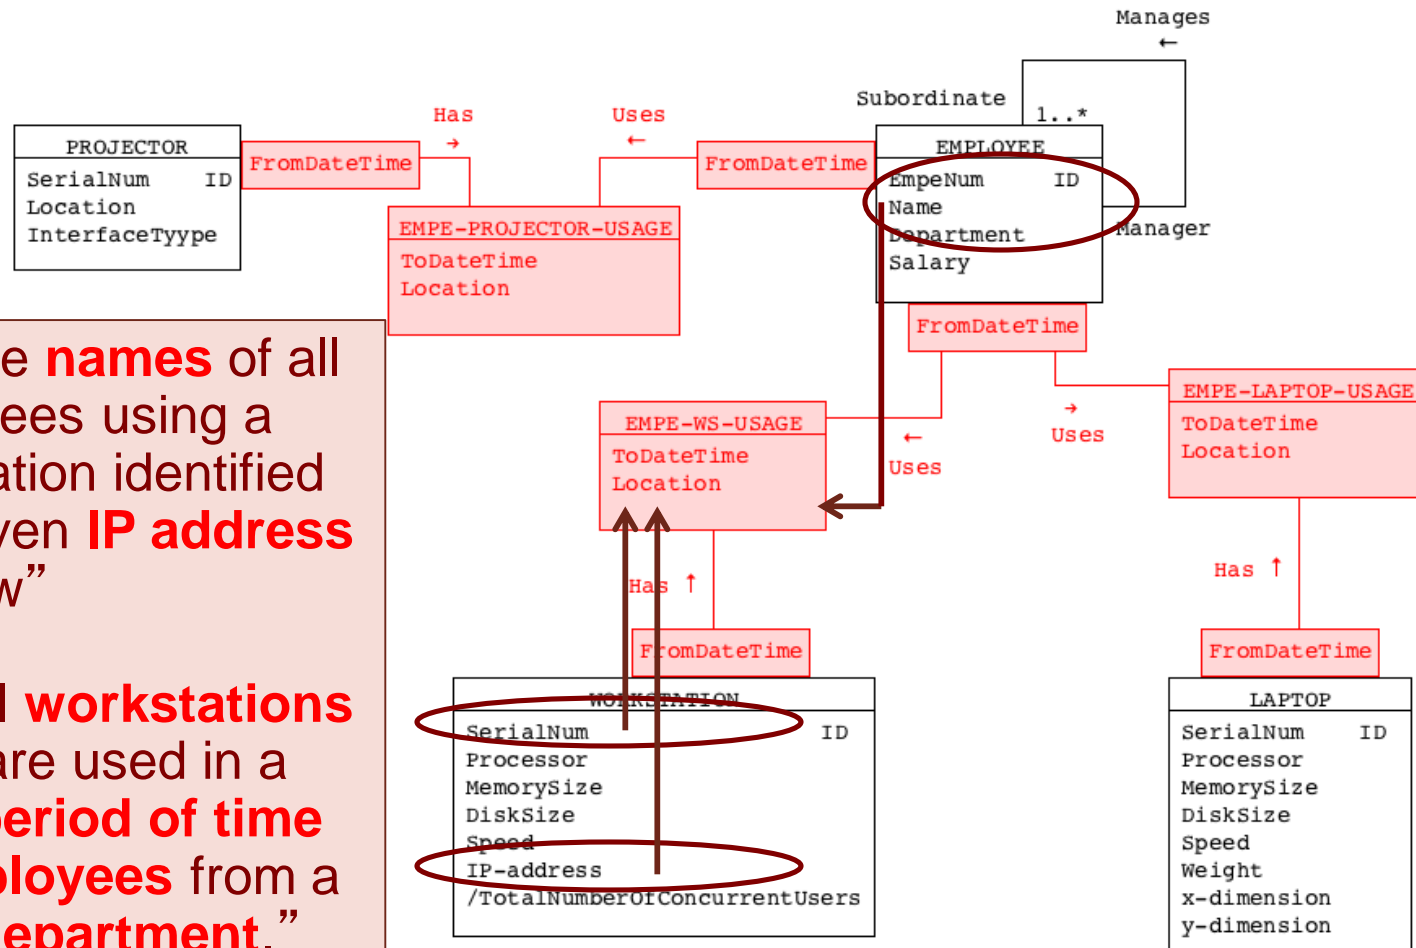 Manages
←
Subordinate
1..*
Has
→
Uses
←
PROJECTOR
SerialNum ID
Location
InterfaceTyype
FromDateTime
FromDateTime
EMPLOYEE
EmpeNum ID
Name
Department
Salary
Manager
EMPE-PROJECTOR-USAGE
ToDateTime
Location
FromDateTime
e names of all
ees using a
ation identified
ven IP address
w”
l workstations
are used in a
period of time
ployees from a
epartment.”
EMPE-WS-USAGE
ToDateTime
Location
←
Uses
→
Uses
EMPE-LAPTOP-USAGE
ToDateTime
Location
Has ↑
Has ↑
FromDateTime
FromDateTime
WORKSTATION
SerialNum ID
Processor
MemorySize
DiskSize
Speed
IP-address
/TotalNumberOfConcurrentUsers
LAPTOP
SerialNum ID
Processor
MemorySize
DiskSize
Speed
Weight
x-dimension
y-dimension